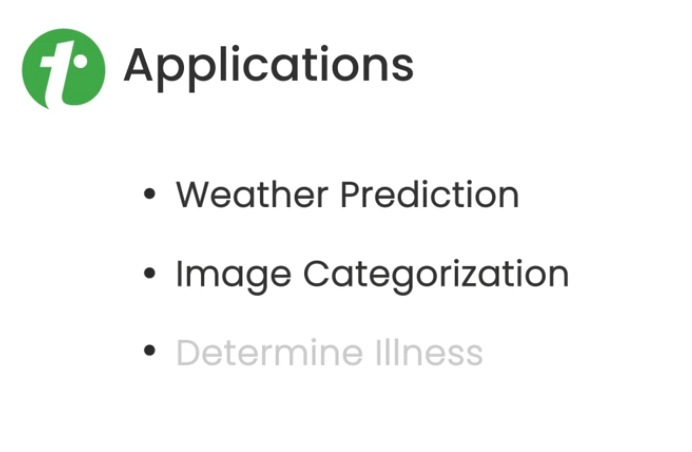 Applications
• Weather Prediction
• Image Categorization
• Determine Illness